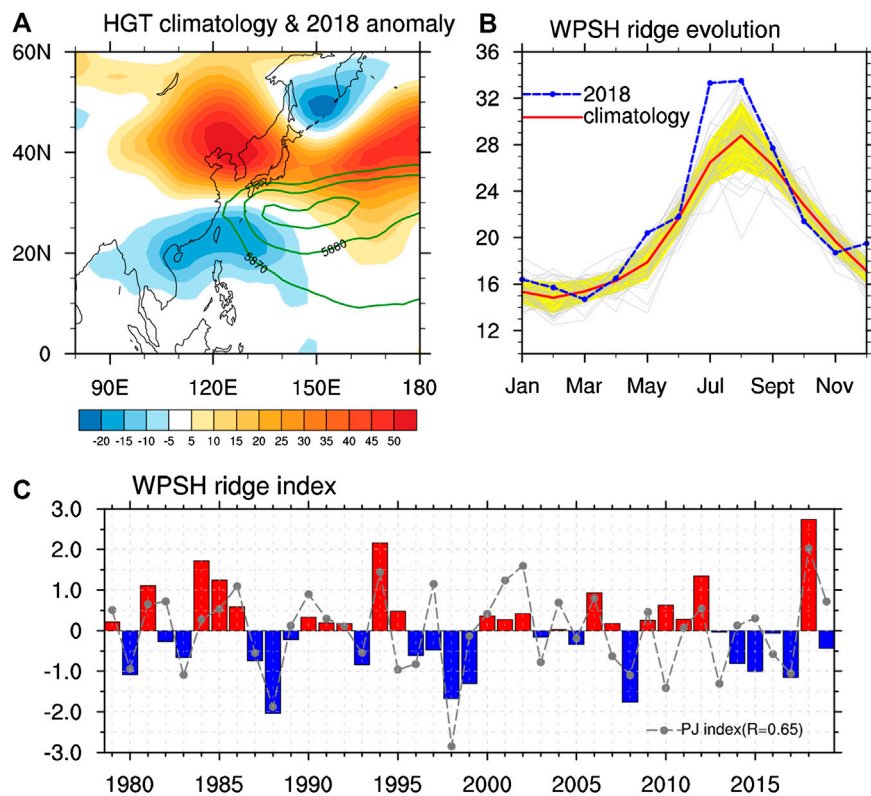 A HGT climatology & 2018 anomaly
60N
40N
20N
0
5880
5870
90E 120E 150E 180
-20 -15 -10 -5 5 10 15 20 25 30 35 40 45 50
B WPSH ridge evolution
36
32
28
24
20
16
12
2018
climatology
Jan Mar May Jul Sept Nov
C WPSH ridge index
3.0
2.0
1.0
0
-1.0
-2.0
-3.0
PJ index(R=0.65)
1980 1985 1990 1995 2000 2005 2010 2015